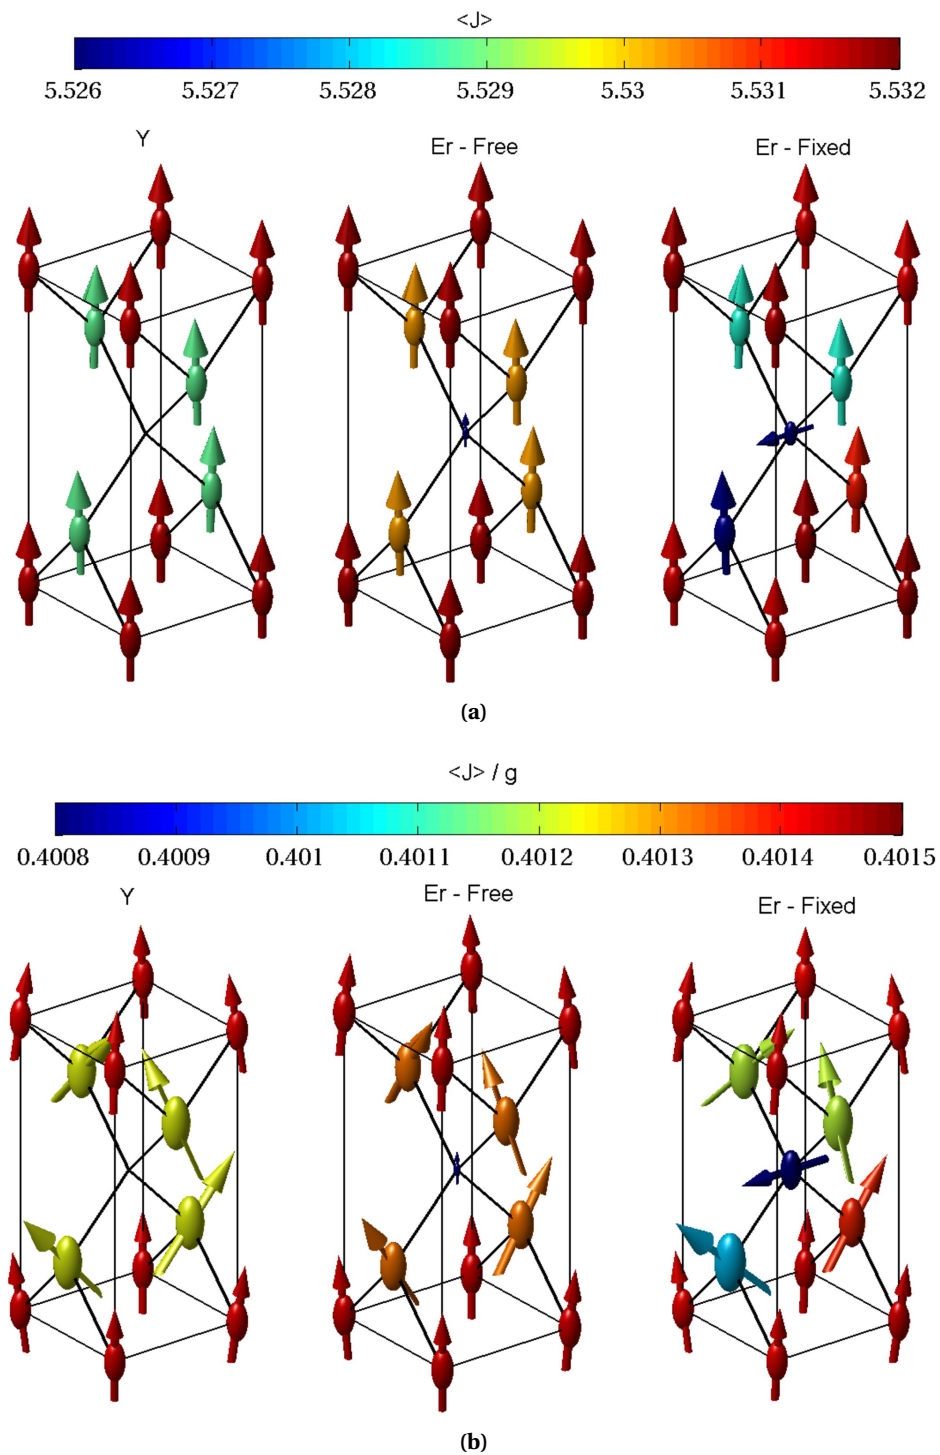 <J>
5.526 5.527 5.528 5.529 5.53 5.531 5.532
Y Er - Free Er - Fixed
(a)
<J> / g
0.4008 0.4009 0.401 0.4011 0.4012 0.4013 0.4014 0.4015
Y Er - Free Er - Fixed
(b)